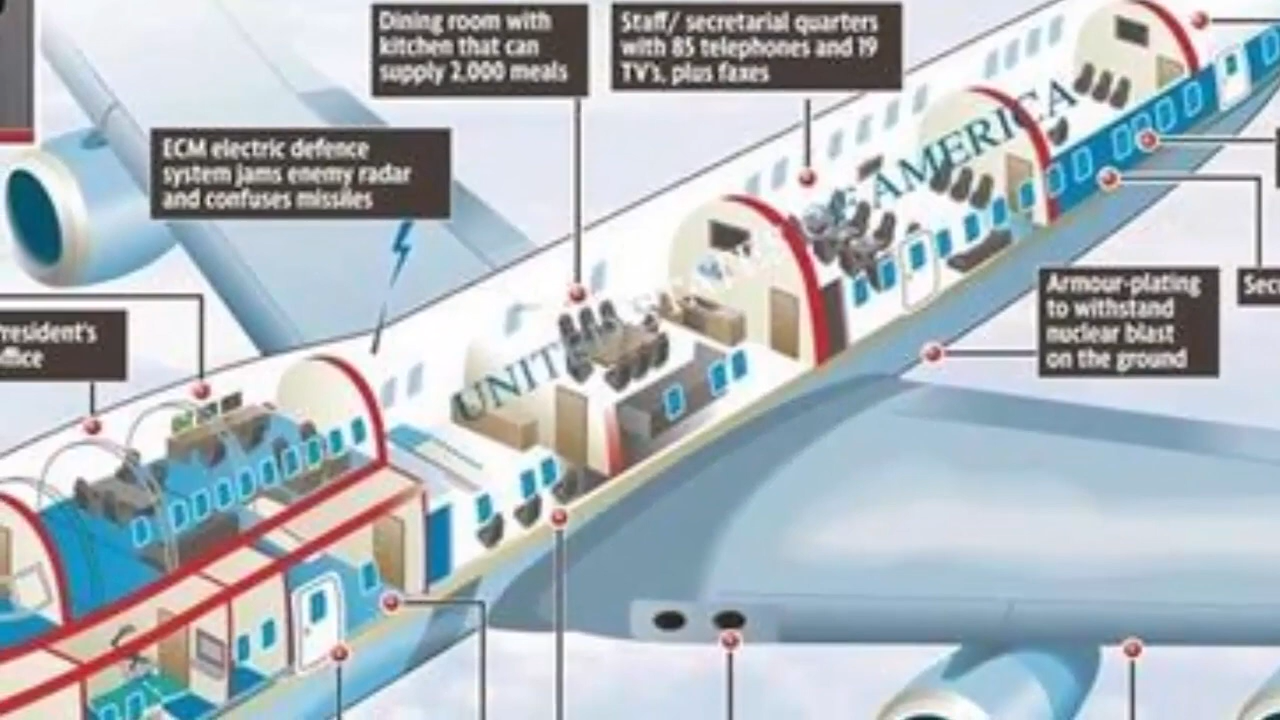 Dining room with
kitchen that can
supply 2,000 meals
Staff/ secretarial quarters
with 85 telephones and 19
TV's, plus faxes
ECM electric defence
system jams enemy radar
and confuses missiles
resident's
ffice
Armour-plating
to withstand
nuclear blast
on the ground
Sec
UNITED STATES AMERICA